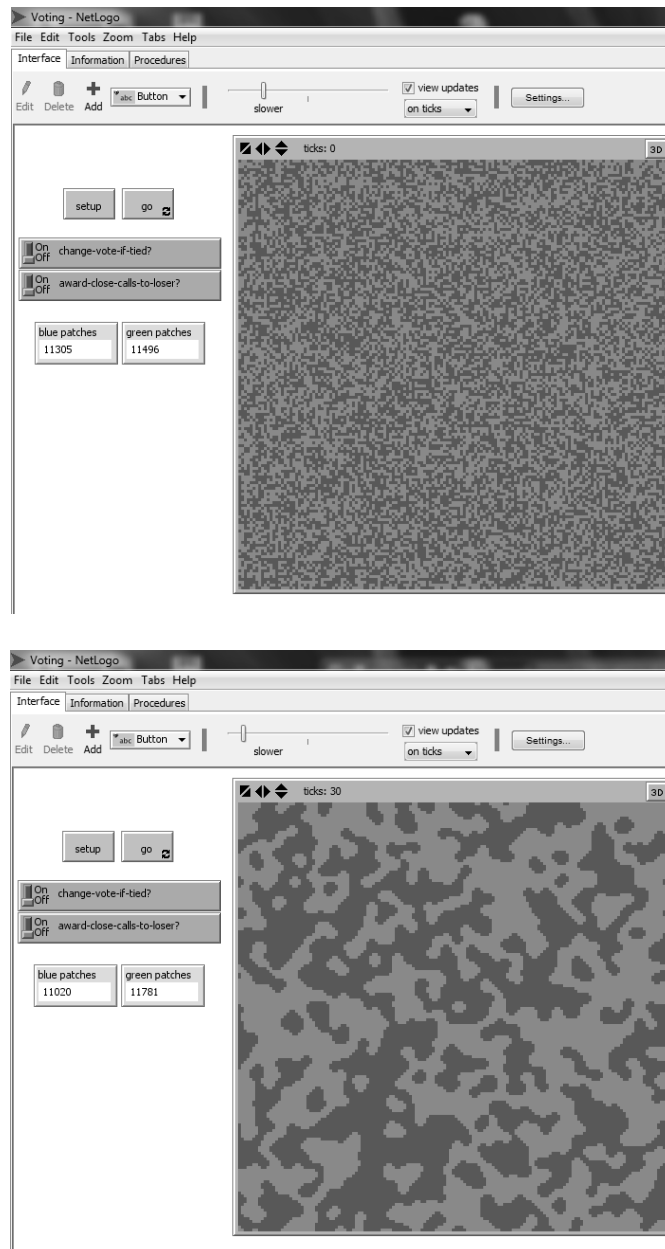 Voting - NetLogo
File Edit Tools Zoom Tabs Help
Interface Information Procedures
Edit Delete Add abc Button slower view updates on ticks Settings...
ticks: 0 3D
setup go
On Off change-vote-if-tied?
On Off award-close-calls-to-loser?
blue patches green patches
11305 11496
Voting - NetLogo
File Edit Tools Zoom Tabs Help
Interface Information Procedures
Edit Delete Add abc Button slower view updates on ticks Settings...
ticks: 30 3D
setup go
On Off change-vote-if-tied?
On Off award-close-calls-to-loser?
blue patches green patches
11020 11781